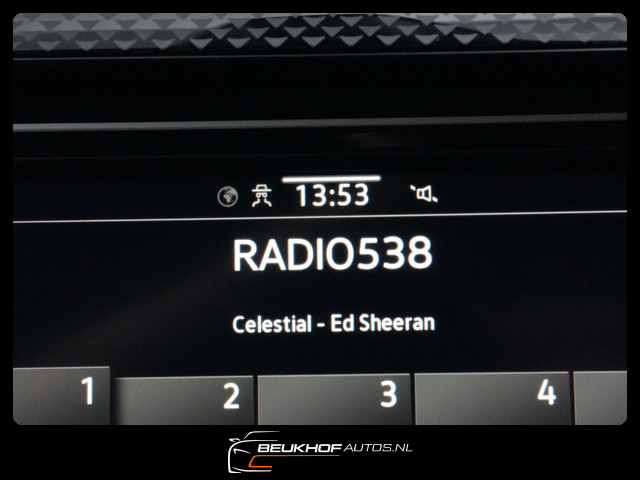 13:53
RADIO538
Celestial - Ed Sheeran
1 2 3 4
BEUKHOFAUTOS.NL